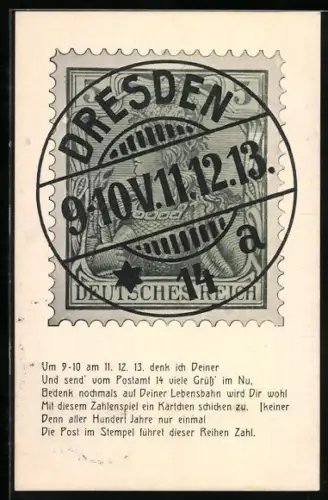 DRESDEN
9-10V.11.12.13.
★ 14 a
DEUTSCHES REICH
Um 9-10 am 11. 12. 13. denk ich Deiner
Und send' vom Postamt 14 viele Grüß' im Nu,
Bedenk nochmals auf Deiner Lebensbahn wird Dir wohl
Mit diesem Zahlenspiel ein Kärtchen schicken zu. [keiner
Denn aller Hundert Jahre nur einmal
Die Post im Stempel führet dieser Reihen Zahl.